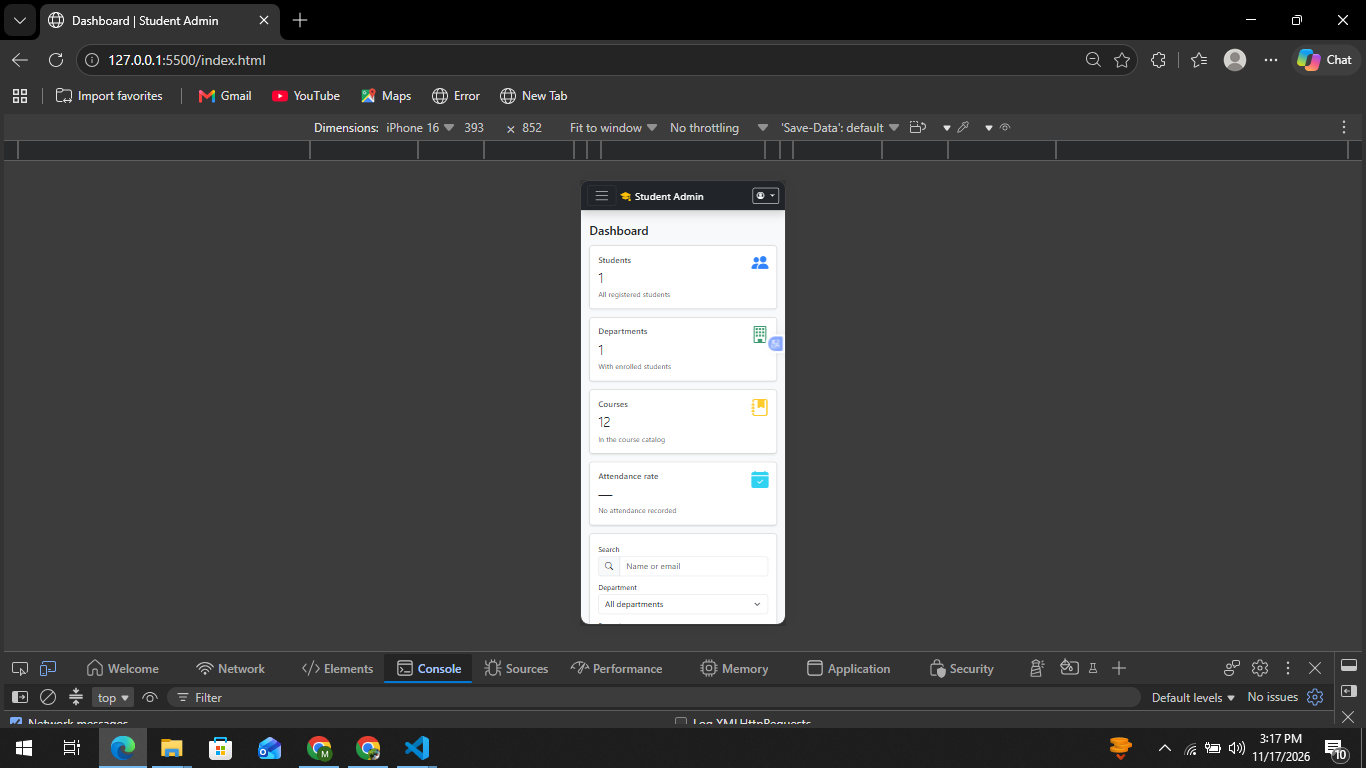 Dashboard | Student Admin
127.0.0.1:5500/index.html
Chat
Import favorites
Gmail
YouTube
Maps
Error
New Tab
Dimensions: iPhone 16 393 × 852 Fit to window No throttling 'Save-Data': default
Student Admin
Dashboard
Students
1
All registered students
Departments
1
With enrolled students
Courses
12
In the course catalog
Attendance rate
—
No attendance recorded
Search
Name or email
Department
All departments
Welcome Network Elements Console Sources Performance Memory Application Security
top Filter Default levels No issues
Network messages Log XMLHttpRequests
3:17 PM
11/17/2026
10